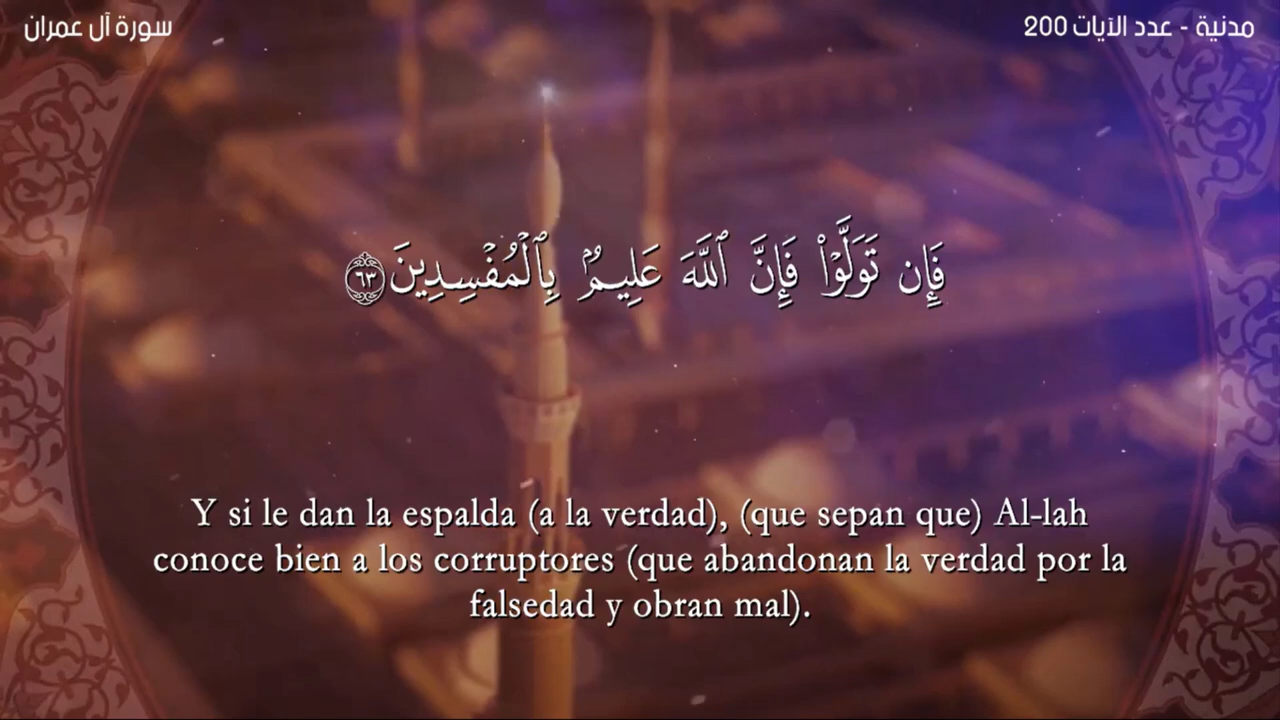 سورة آل عمران
مدنية - عدد الآيات 200
فَإِن تَوَلَّوْا۟ فَإِنَّ ٱللَّهَ عَلِيمٌۢ بِٱلْمُفْسِدِينَ ٦٣
Y si le dan la espalda (a la verdad), (que sepan que) Al-lah
conoce bien a los corruptores (que abandonan la verdad por la
falsedad y obran mal).